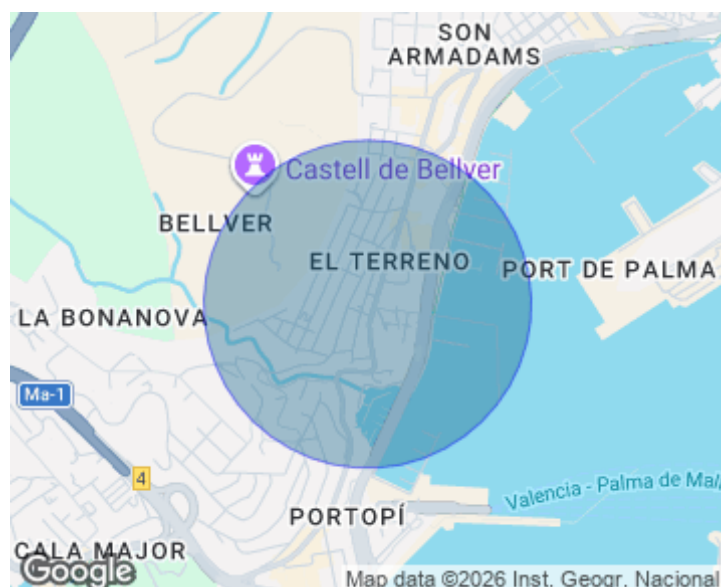 SON
ARMADAMS
Castell de Bellver
BELLVER
EL TERRENO
PORT DE PALMA
LA BONANOVA
Ma-1
4
Valencia - Palma de Mal
PORTOPÍ
CALA MAJOR
Google
Map data ©2026 Inst. Geogr. Nacional